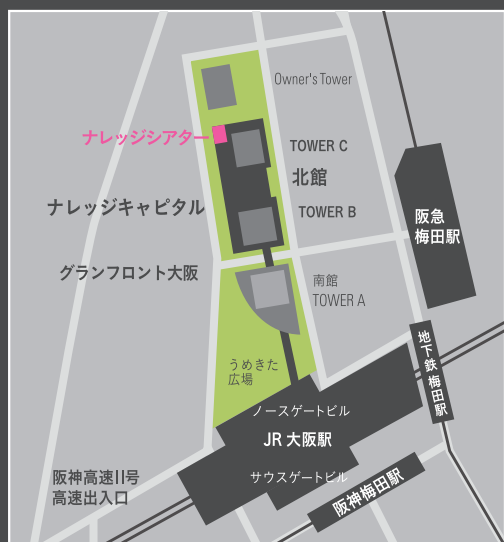 Owner's Tower
ナレッジシアター
TOWER C
北館
ナレッジキャピタル
TOWER B
阪急
梅田駅
グランフロント大阪
南館
TOWER A
地下鉄 梅田駅
うめきた
広場
ノースゲートビル
JR 大阪駅
サウスゲートビル
阪神高速11号
高速出入口
阪神梅田駅